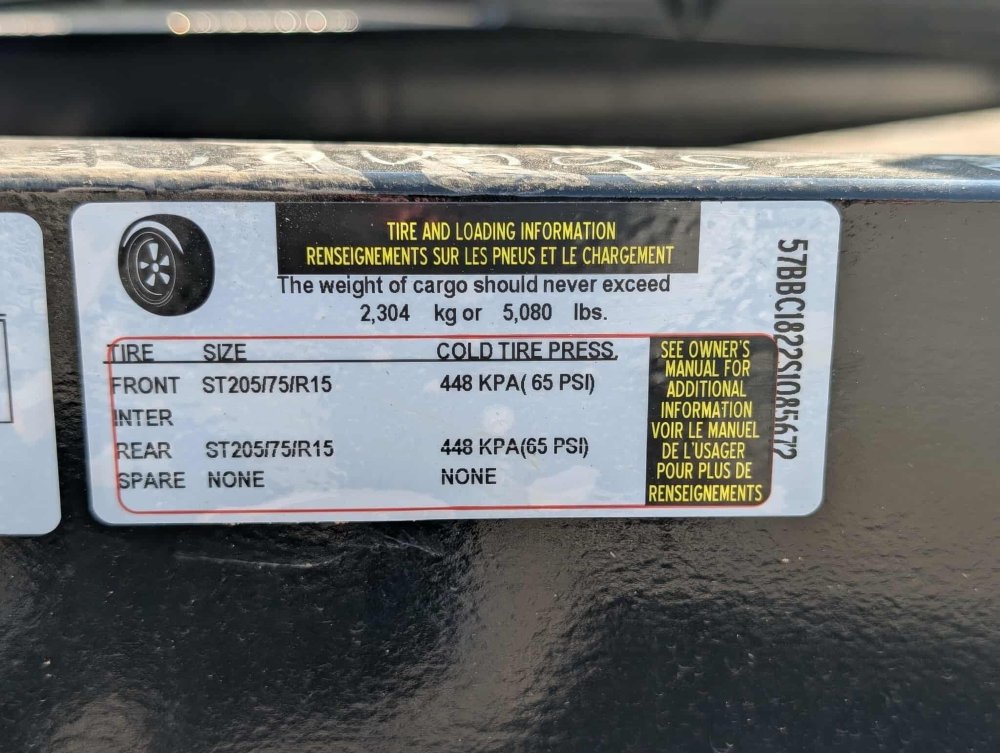 TIRE AND LOADING INFORMATION
RENSEIGNEMENTS SUR LES PNEUS ET LE CHARGEMENT
The weight of cargo should never exceed
2,304 kg or 5,080 lbs.
TIRE SIZE COLD TIRE PRESS.
FRONT ST205/75/R15 448 KPA( 65 PSI)
INTER
REAR ST205/75/R15 448 KPA(65 PSI)
SPARE NONE NONE
SEE OWNER'S
MANUAL FOR
ADDITIONAL
INFORMATION
VOIR LE MANUEL
DE L'USAGER
POUR PLUS DE
RENSEIGNEMENTS
57BBC1822S1085672